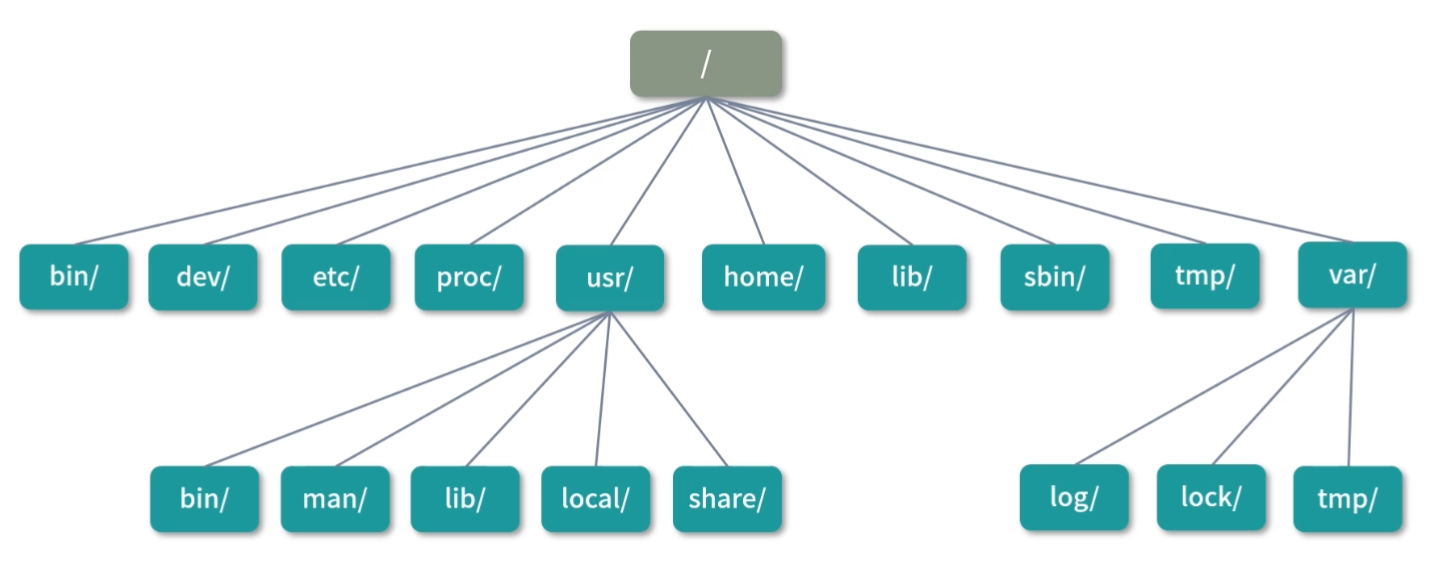 /
bin/ dev/ etc/ proc/ usr/ home/ lib/ sbin/ tmp/ var/
bin/ man/ lib/ local/ share/ log/ lock/ tmp/